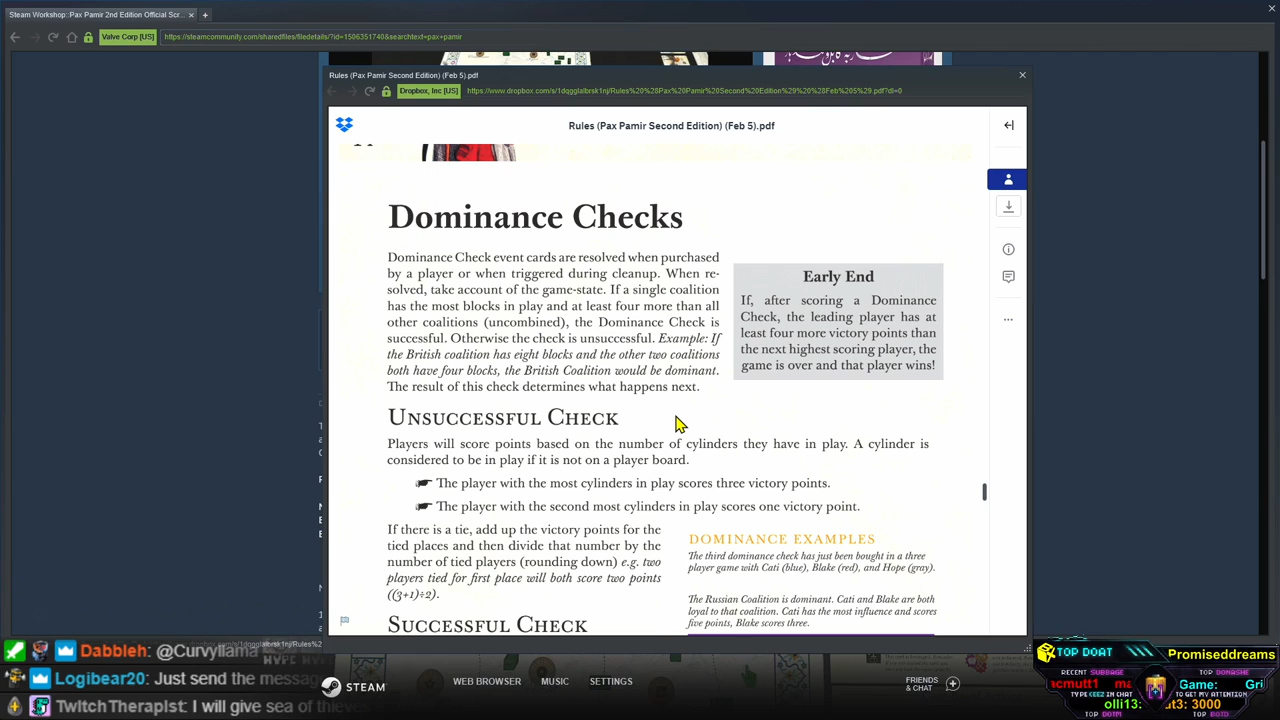 Steam Workshop::Pax Pamir 2nd Edition Official Scr...
Valve Corp [US]
https://steamcommunity.com/sharedfiles/filedetails/?id=1506351740&searchtext=pax+pamir
Rules (Pax Pamir Second Edition) (Feb 5).pdf
Dropbox, Inc [US]
Rules (Pax Pamir Second Edition) (Feb 5).pdf
Dominance Checks
Dominance Check event cards are resolved when purchased
by a player or when triggered during cleanup. When re-
solved, take account of the game-state. If a single coalition
has the most blocks in play and at least four more than all
other coalitions (uncombined), the Dominance Check is
successful. Otherwise the check is unsuccessful. Example: If
the British coalition has eight blocks and the other two coalitions
both have four blocks, the British Coalition would be dominant.
The result of this check determines what happens next.
Early End
If, after scoring a Dominance
Check, the leading player has at
least four more victory points than
the next highest scoring player, the
game is over and that player wins!
Unsuccessful Check
Players will score points based on the number of cylinders they have in play. A cylinder is
considered to be in play if it is not on a player board.
The player with the most cylinders in play scores three victory points.
The player with the second most cylinders in play scores one victory point.
If there is a tie, add up the victory points for the
tied places and then divide that number by the
number of tied players (rounding down) e.g. two
players tied for first place will both score two points
((3+1)÷2).
DOMINANCE EXAMPLES
The third dominance check has just been bought in a three
player game with Cati (blue), Blake (red), and Hope (gray).
The Russian Coalition is dominant. Cati and Blake are both
loyal to that coalition. Cati has the most influence and scores
five points, Blake scores three.
Successful Check
Dabbleh: @Curvyllama
Logibear20: Just send the messag
TwitchTherapist: I will give sea of thieves
STEAM
WEB BROWSER
MUSIC
SETTINGS
FRIENDS
& CHAT
TOP DOAT
Promiseddreams
RECENT SUBBAGE
TOP DONASHE
Game:
Gri
TO GET MY ATTENTION
olli13:
3000